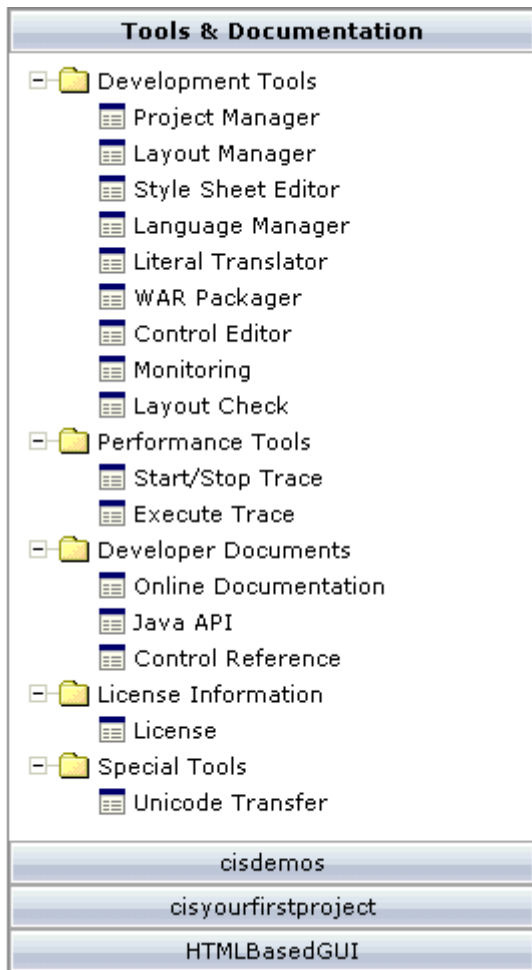 Tools & Documentation
Development Tools
Project Manager
Layout Manager
Style Sheet Editor
Language Manager
Literal Translator
WAR Packager
Control Editor
Monitoring
Layout Check
Performance Tools
Start/Stop Trace
Execute Trace
Developer Documents
Online Documentation
Java API
Control Reference
License Information
License
Special Tools
Unicode Transfer
cisdemos
cisyourfirstproject
HTMLBasedGUI